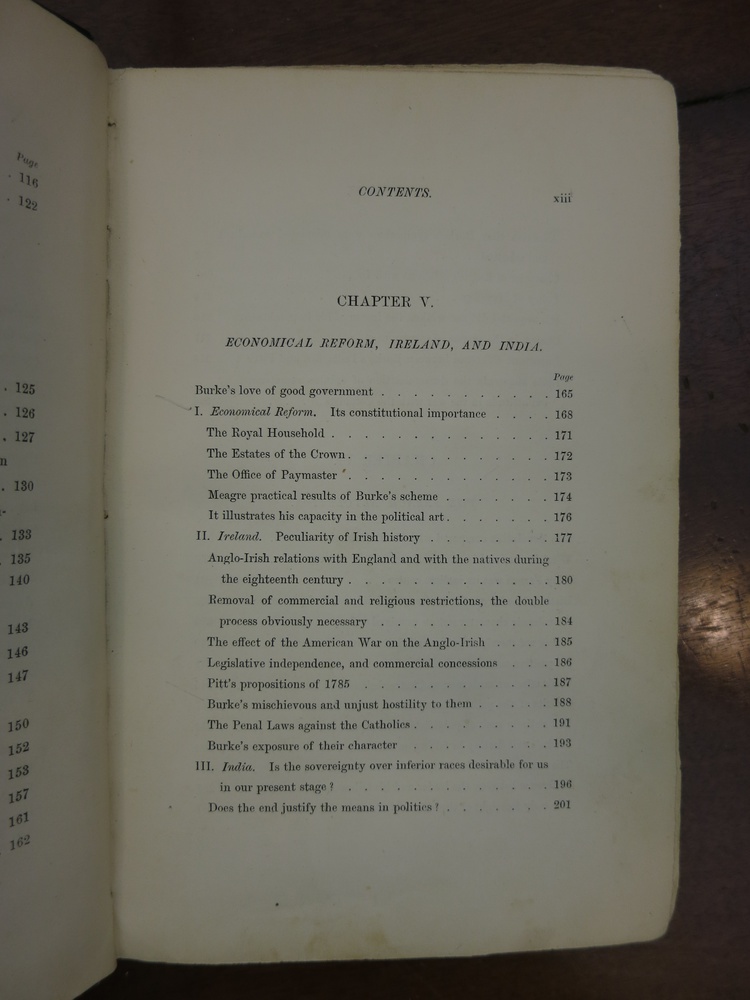 Page
. 116
. 122
. 125
. 126
. 127
n
. 130
-
. 133
. 135
140
143
146
147
150
152
153
157
161
162
CONTENTS.
xiii
CHAPTER V.
ECONOMICAL REFORM, IRELAND, AND INDIA.
Page
Burke's love of good government . . . . . . . . . . 165
I. Economical Reform. Its constitutional importance . . . . 168
The Royal Household . . . . . . . . . . . . . 171
The Estates of the Crown . . . . . . . . . . . . 172
The Office of Paymaster . . . . . . . . . . . . 173
Meagre practical results of Burke's scheme . . . . . . . 174
It illustrates his capacity in the political art . . . . . . . 176
II. Ireland. Peculiarity of Irish history . . . . . . . 177
Anglo-Irish relations with England and with the natives during
the eighteenth century . . . . . . . . . . . . 180
Removal of commercial and religious restrictions, the double
process obviously necessary . . . . . . . . . . . 184
The effect of the American War on the Anglo-Irish . . . . 185
Legislative independence, and commercial concessions . . . 186
Pitt's propositions of 1785 . . . . . . . . . . . 187
Burke's mischievous and unjust hostility to them . . . . . 188
The Penal Laws against the Catholics . . . . . . . . . 191
Burke's exposure of their character . . . . . . . . . 193
III. India. Is the sovereignty over inferior races desirable for us
in our present stage? . . . . . . . . . . . . . 196
Does the end justify the means in politics? . . . . . . . 201